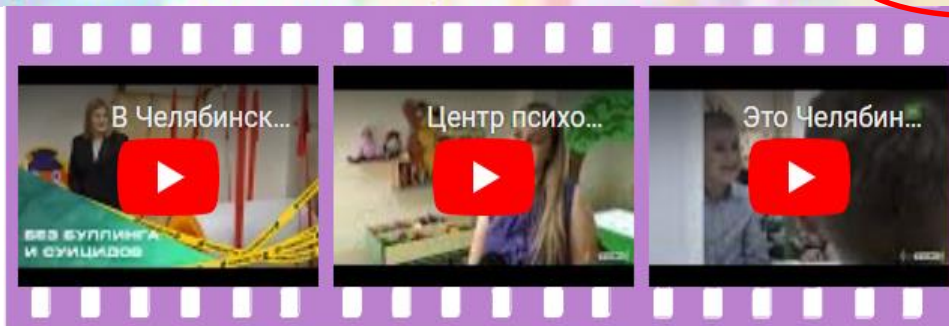 В Челябинск...
Центр психо...
Это Челябин...
БЕЗ БУЛЛИНГА
И СУИЦИДОВ